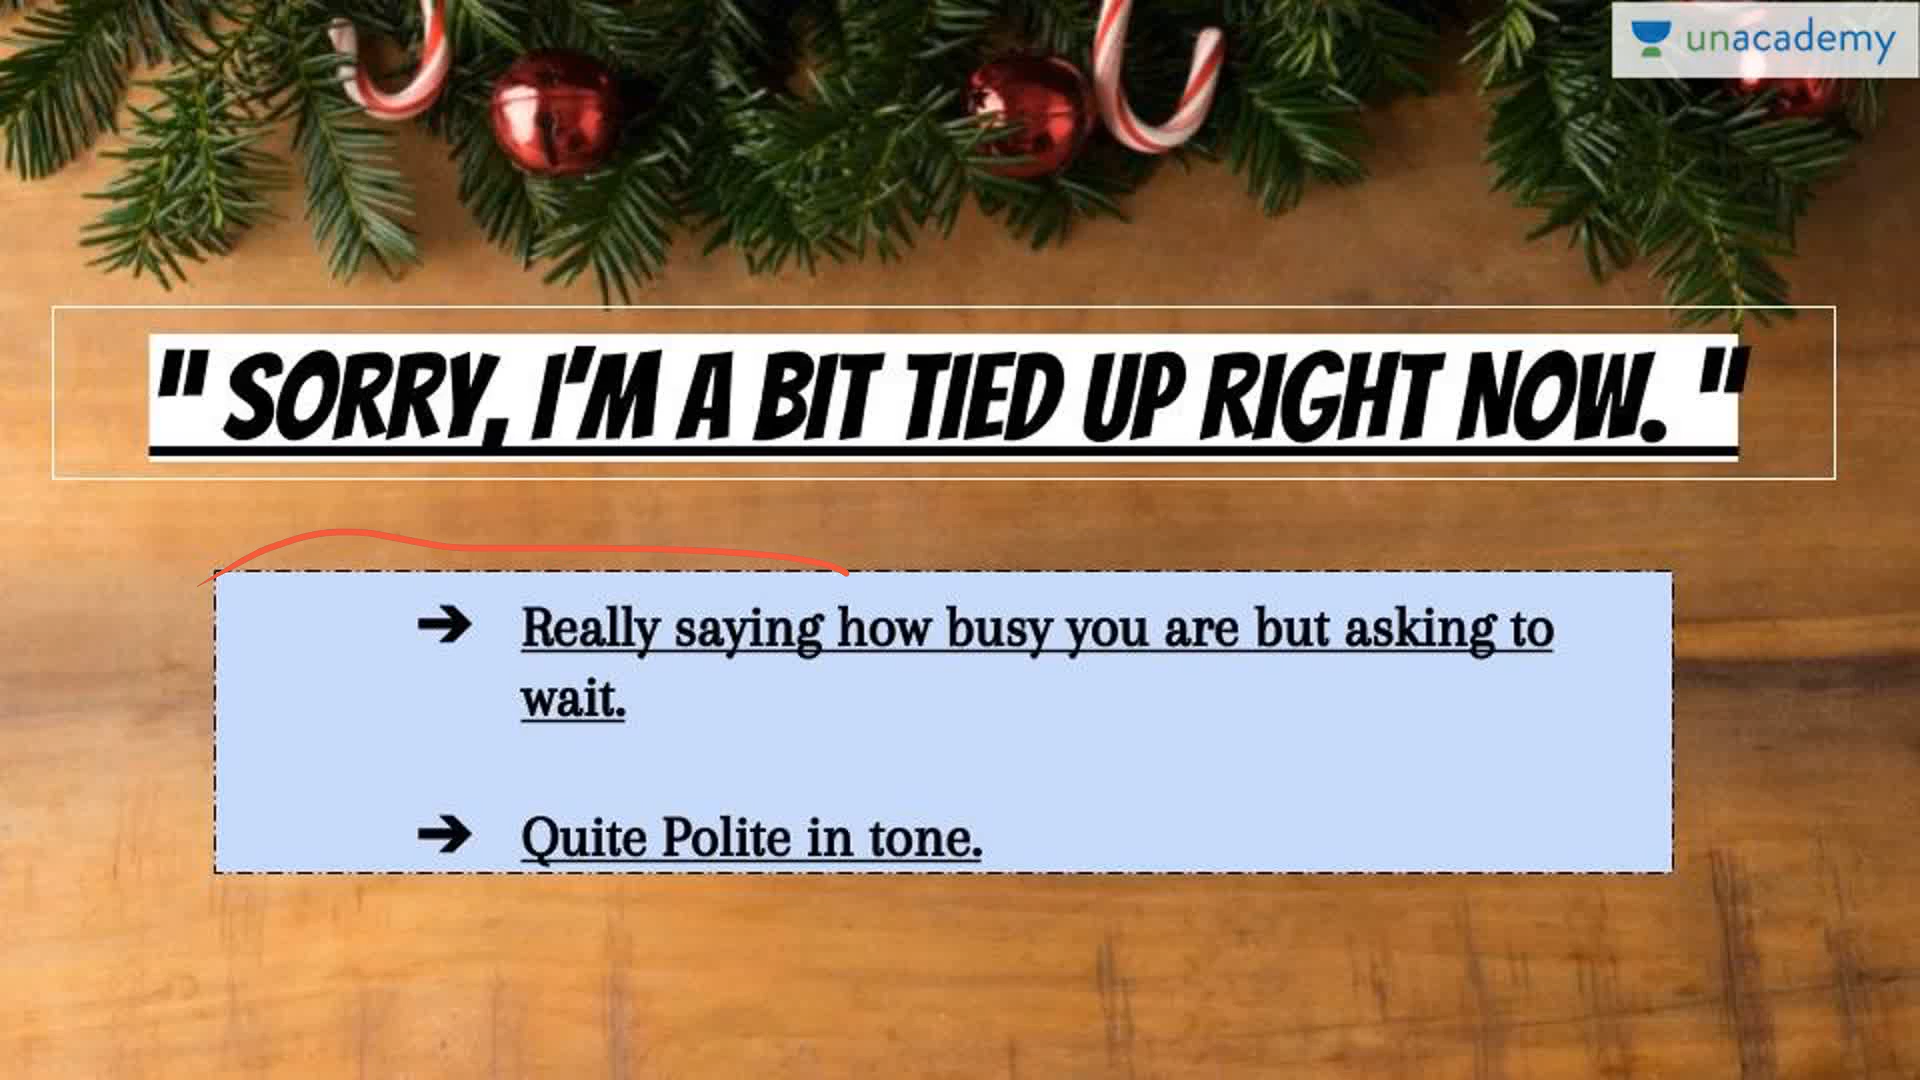 unacademy
" SORRY, I'M A BIT TIED UP RIGHT NOW. "
➔ Really saying how busy you are but asking to
wait.
➔ Quite Polite in tone.